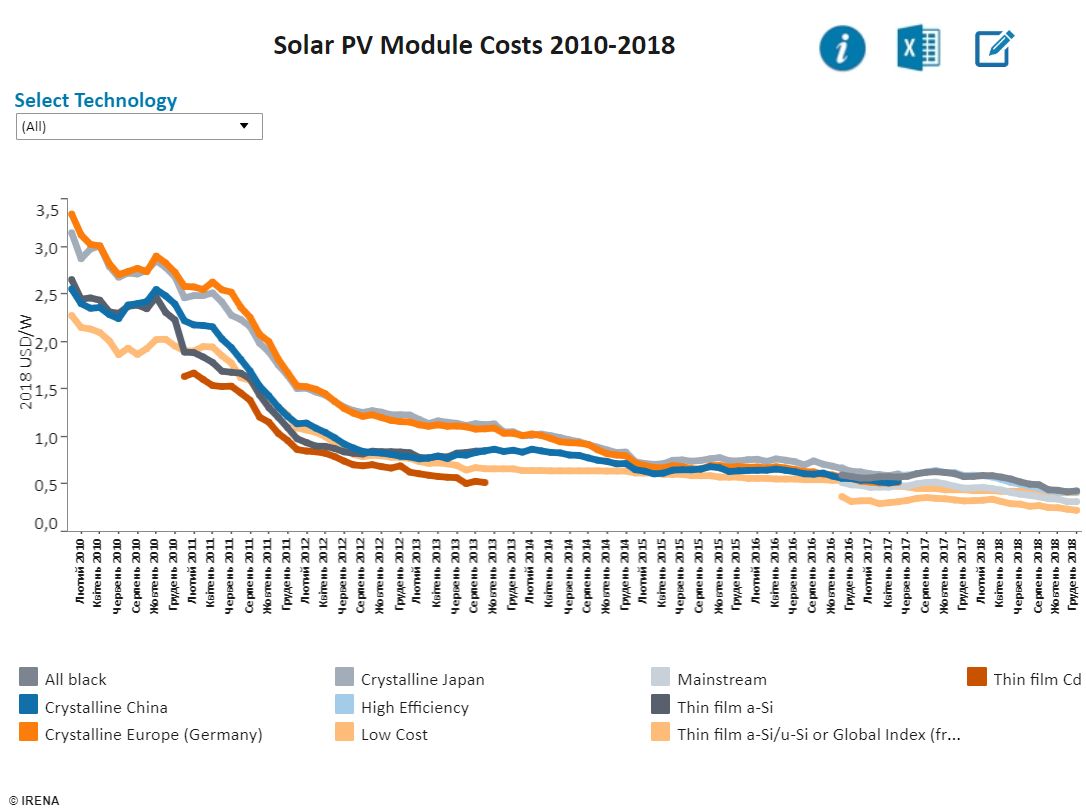 Solar PV Module Costs 2010-2018
Select Technology
(All)
2018 USD/W
3,5
3,0
2,5
2,0
1,5
1,0
0,5
0,0
Лютий 2010
Квітень 2010
Червень 2010
Серпень 2010
Жовтень 2010
Грудень 2010
Лютий 2011
Квітень 2011
Червень 2011
Серпень 2011
Жовтень 2011
Грудень 2011
Лютий 2012
Квітень 2012
Червень 2012
Серпень 2012
Жовтень 2012
Грудень 2012
Лютий 2013
Квітень 2013
Червень 2013
Серпень 2013
Жовтень 2013
Грудень 2013
Лютий 2014
Квітень 2014
Червень 2014
Серпень 2014
Жовтень 2014
Грудень 2014
Лютий 2015
Квітень 2015
Червень 2015
Серпень 2015
Жовтень 2015
Грудень 2015
Лютий 2016
Квітень 2016
Червень 2016
Серпень 2016
Жовтень 2016
Грудень 2016
Лютий 2017
Квітень 2017
Червень 2017
Серпень 2017
Жовтень 2017
Грудень 2017
Лютий 2018
Квітень 2018
Червень 2018
Серпень 2018
Жовтень 2018
Грудень 2018
All black
Crystalline Japan
Mainstream
Thin film Cd
Crystalline China
High Efficiency
Thin film a-Si
Crystalline Europe (Germany)
Low Cost
Thin film a-Si/u-Si or Global Index (fr...
© IRENA